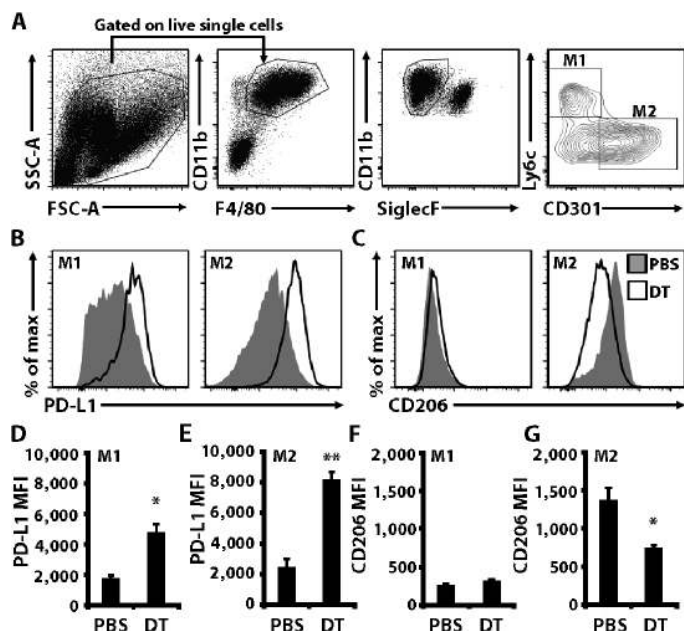 A
Gated on live single cells
SSC-A
FSC-A
CD11b
F4/80
CD11b
SiglecF
Ly6c
CD301
M1
M2
B
M1
M2
% of max
PD-L1
C
M1
M2
PBS
DT
% of max
CD206
D
M1
PD-L1 MFI
10,000
8,000
6,000
4,000
2,000
0
*
PBS DT
E
M2
PD-L1 MFI
10,000
8,000
6,000
4,000
2,000
0
**
PBS DT
F
M1
CD206 MFI
2,000
1,500
1,000
500
0
PBS DT
G
M2
CD206 MFI
2,000
1,500
1,000
500
0
*
PBS DT